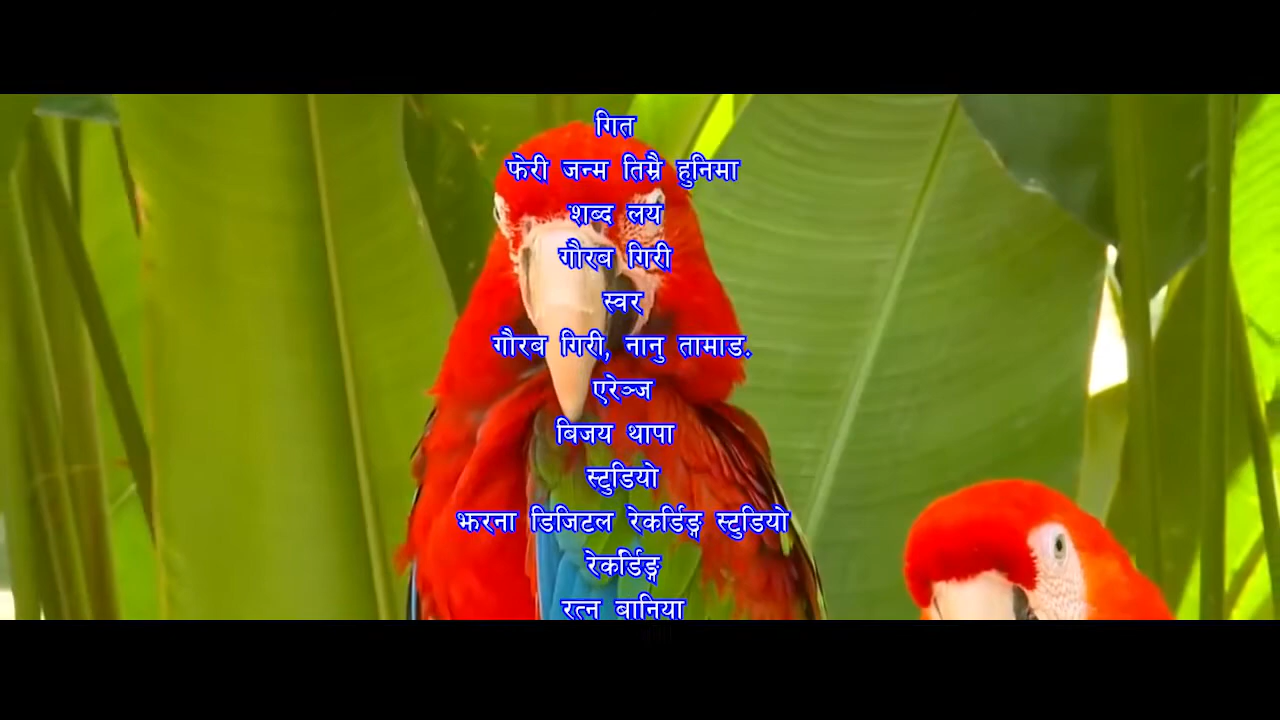 गित
फेरी जन्म तिम्रै हुनिमा
शब्द लय
गौरब गिरी
स्वर
गौरब गिरी, नानु तामाड.
एरेञ्ज
बिजय थापा
स्टुडियो
झरना डिजिटल रेकर्डिङ्ग स्टुडियो
रेकर्डिङ्ग
रत्न बानिया